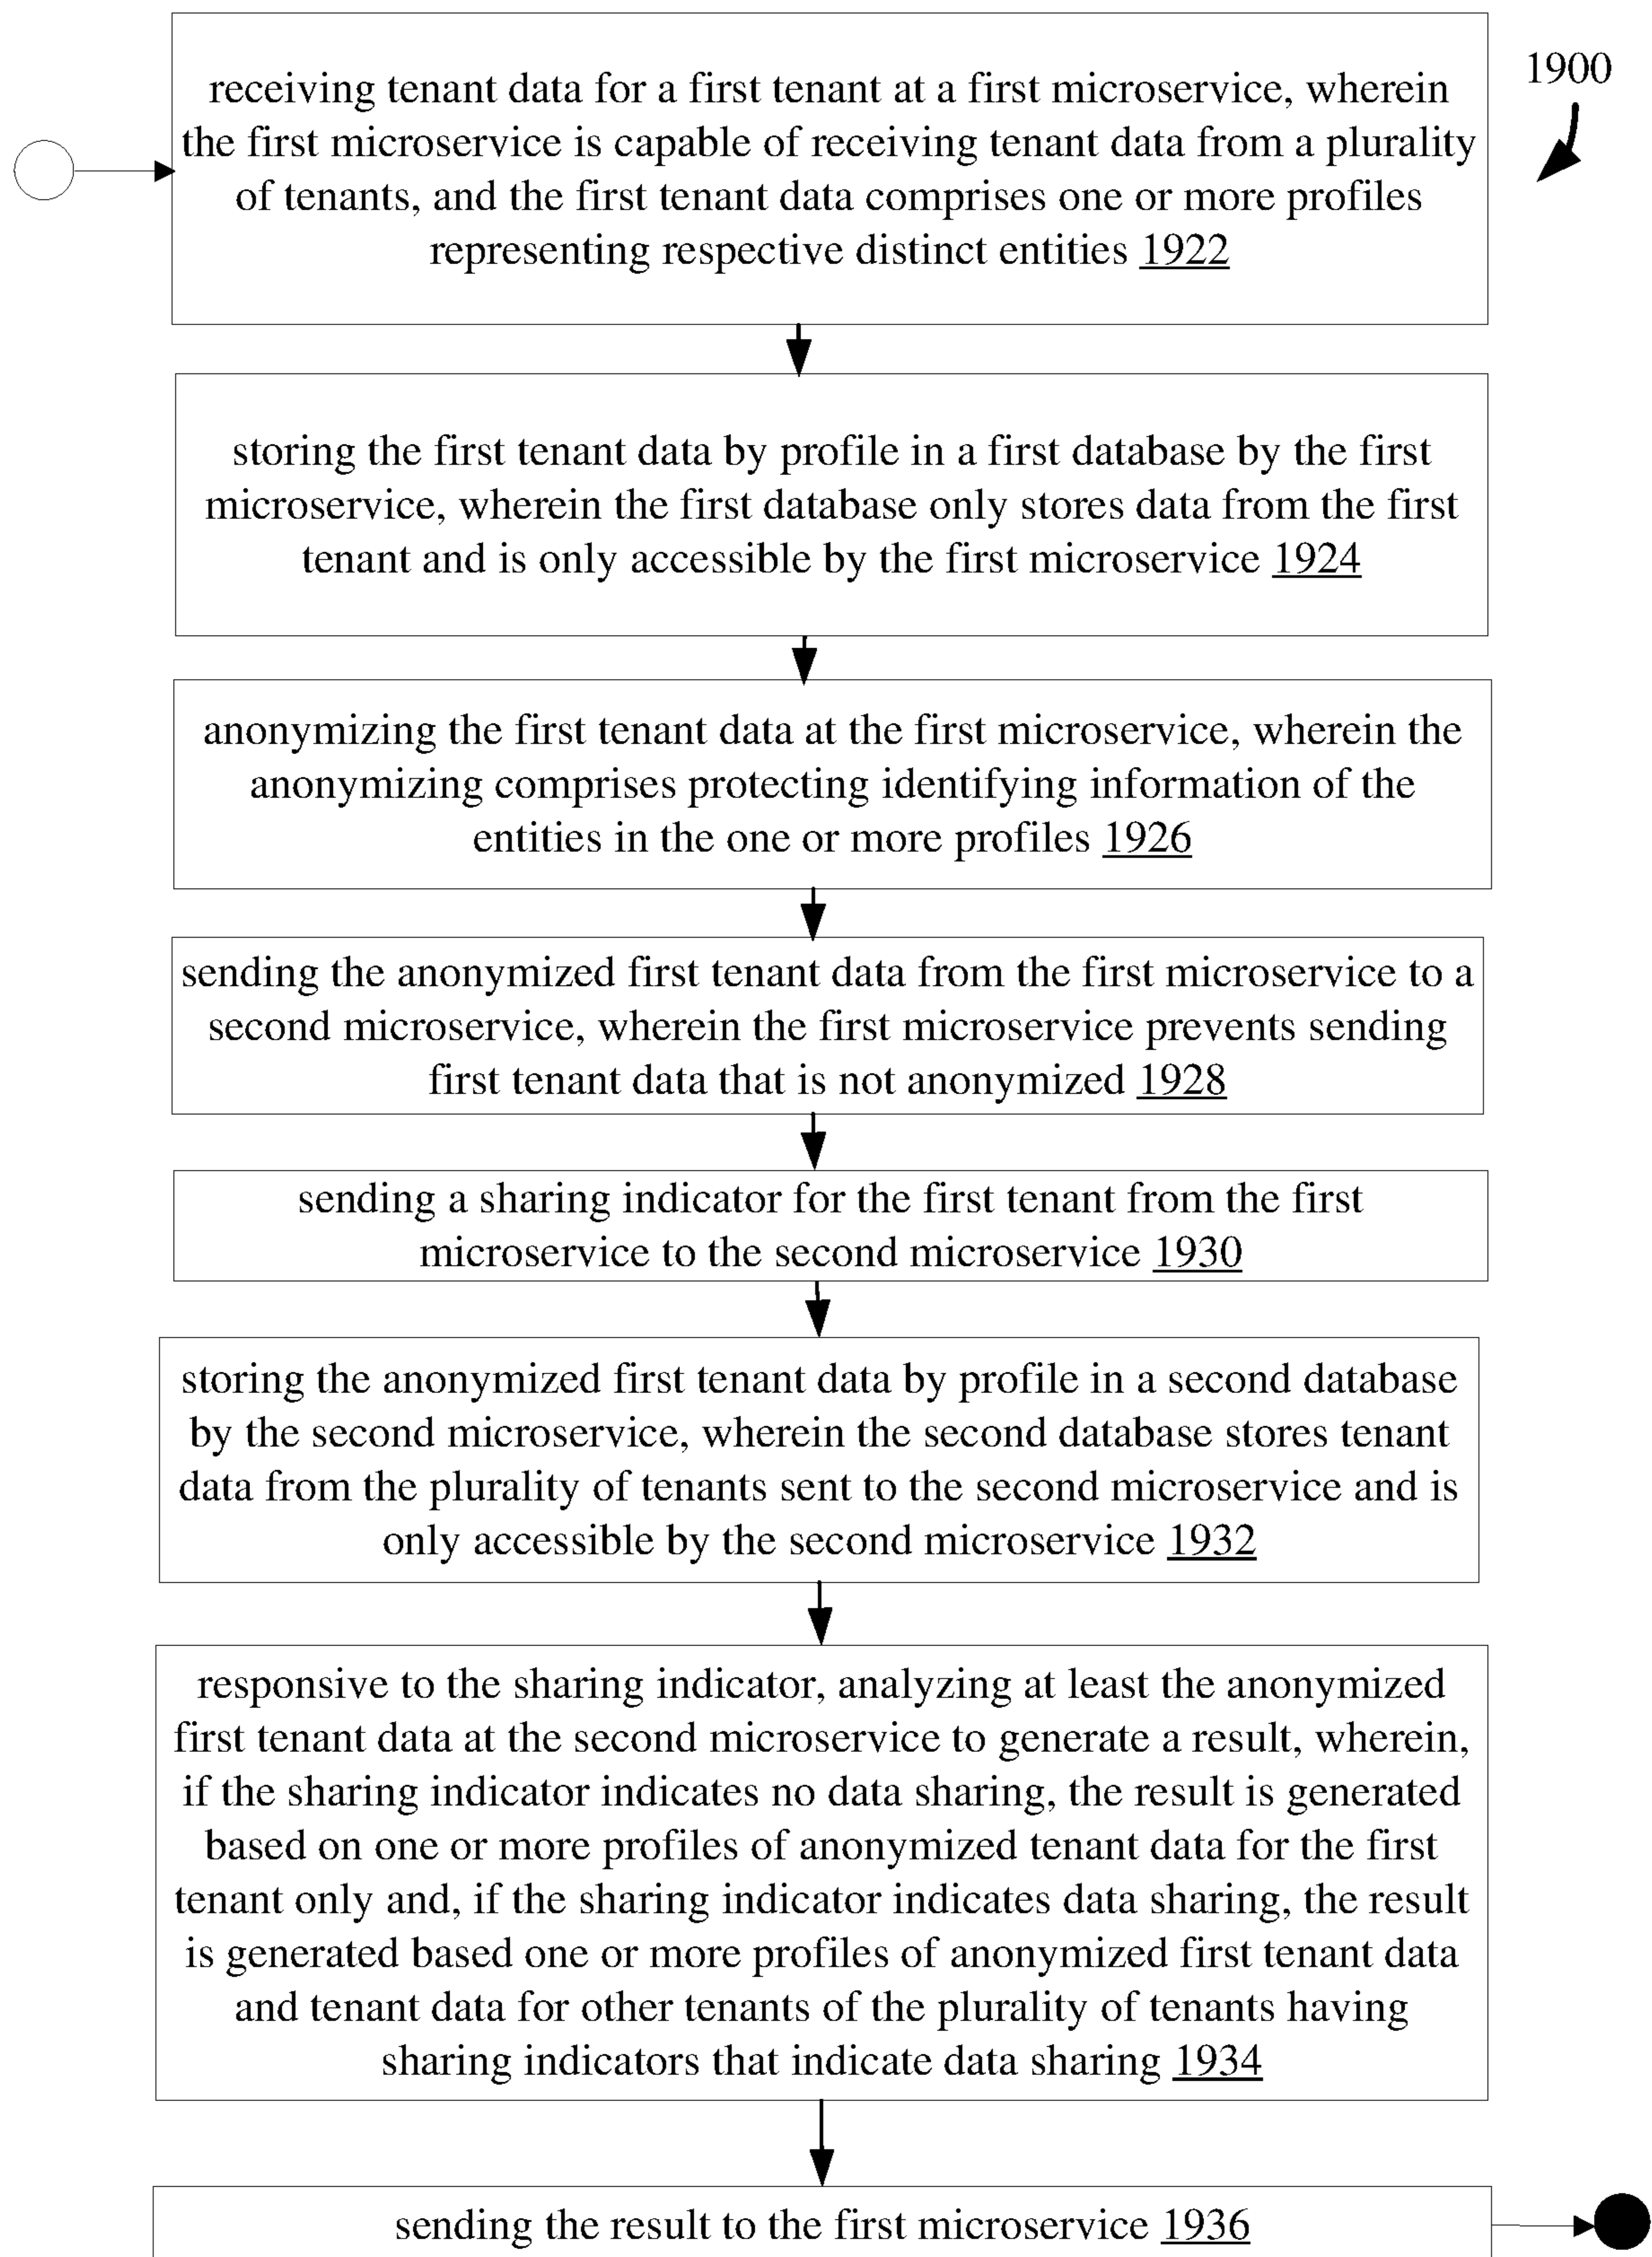 1900
receiving tenant data for a first tenant at a first microservice, wherein
the first microservice is capable of receiving tenant data from a plurality
of tenants, and the first tenant data comprises one or more profiles
representing respective distinct entities 1922
storing the first tenant data by profile in a first database by the first
microservice, wherein the first database only stores data from the first
tenant and is only accessible by the first microservice 1924
anonymizing the first tenant data at the first microservice, wherein the
anonymizing comprises protecting identifying information of the
entities in the one or more profiles 1926
sending the anonymized first tenant data from the first microservice to a
second microservice, wherein the first microservice prevents sending
first tenant data that is not anonymized 1928
sending a sharing indicator for the first tenant from the first
microservice to the second microservice 1930
storing the anonymized first tenant data by profile in a second database
by the second microservice, wherein the second database stores tenant
data from the plurality of tenants sent to the second microservice and is
only accessible by the second microservice 1932
responsive to the sharing indicator, analyzing at least the anonymized
first tenant data at the second microservice to generate a result, wherein,
if the sharing indicator indicates no data sharing, the result is generated
based on one or more profiles of anonymized tenant data for the first
tenant only and, if the sharing indicator indicates data sharing, the result
is generated based one or more profiles of anonymized first tenant data
and tenant data for other tenants of the plurality of tenants having
sharing indicators that indicate data sharing 1934
sending the result to the first microservice 1936